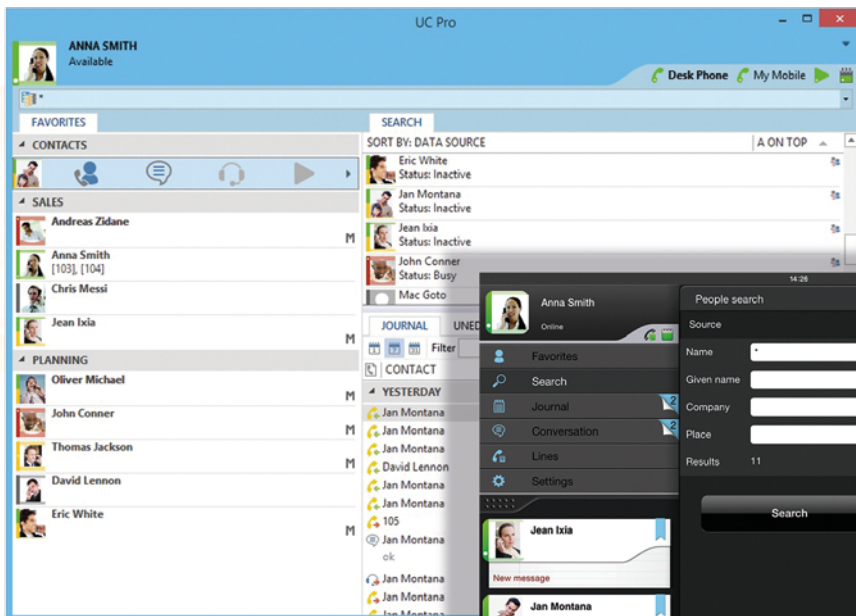 UC Pro
ANNA SMITH
Available
Desk Phone My Mobile
*
FAVORITES
CONTACTS
SALES
Andreas Zidane
M
Anna Smith
[103], [104]
Chris Messi
Jean Ixia
M
PLANNING
Oliver Michael
M
John Conner
M
Thomas Jackson
M
David Lennon
Eric White
M
SEARCH
SORT BY: DATA SOURCE A ON TOP
Eric White
Status: Inactive
Jan Montana
Status: Inactive
Jean Ixia
Status: Inactive
John Conner
Status: Busy
Mac Goto
JOURNAL UNED
Filter
CONTACT
YESTERDAY
Jan Montana
Jan Montana
Jan Montana
David Lennon
Jan Montana
Jan Montana
105
Jan Montana
ok
Jan Montana
Jan Montana
Jan Montana
14:26
Anna Smith
Online
Favorites
Search
Journal
2
Conversation
2
Lines
Settings
Jean Ixia
New message
Jan Montana
People search
Source
Name *
Given name
Company
Place
Results 11
Search